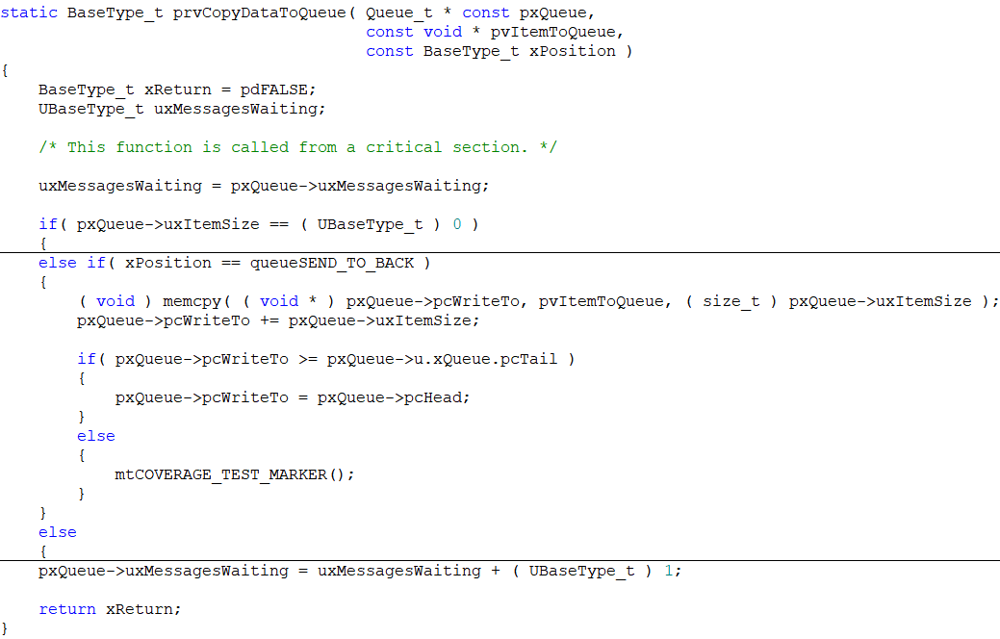 static BaseType_t prvCopyDataToQueue( Queue_t * const pxQueue,
                                      const void * pvItemToQueue,
                                      const BaseType_t xPosition )
{
    BaseType_t xReturn = pdFALSE;
    UBaseType_t uxMessagesWaiting;

    /* This function is called from a critical section. */

    uxMessagesWaiting = pxQueue->uxMessagesWaiting;

    if( pxQueue->uxItemSize == ( UBaseType_t ) 0 )
    {
    else if( xPosition == queueSEND_TO_BACK )
    {
        ( void ) memcpy( ( void * ) pxQueue->pcWriteTo, pvItemToQueue, ( size_t ) pxQueue->uxItemSize );
        pxQueue->pcWriteTo += pxQueue->uxItemSize;

        if( pxQueue->pcWriteTo >= pxQueue->u.xQueue.pcTail )
        {
            pxQueue->pcWriteTo = pxQueue->pcHead;
        }
        else
        {
            mtCOVERAGE_TEST_MARKER();
        }
    }
    else
    {
    pxQueue->uxMessagesWaiting = uxMessagesWaiting + ( UBaseType_t ) 1;

    return xReturn;
}